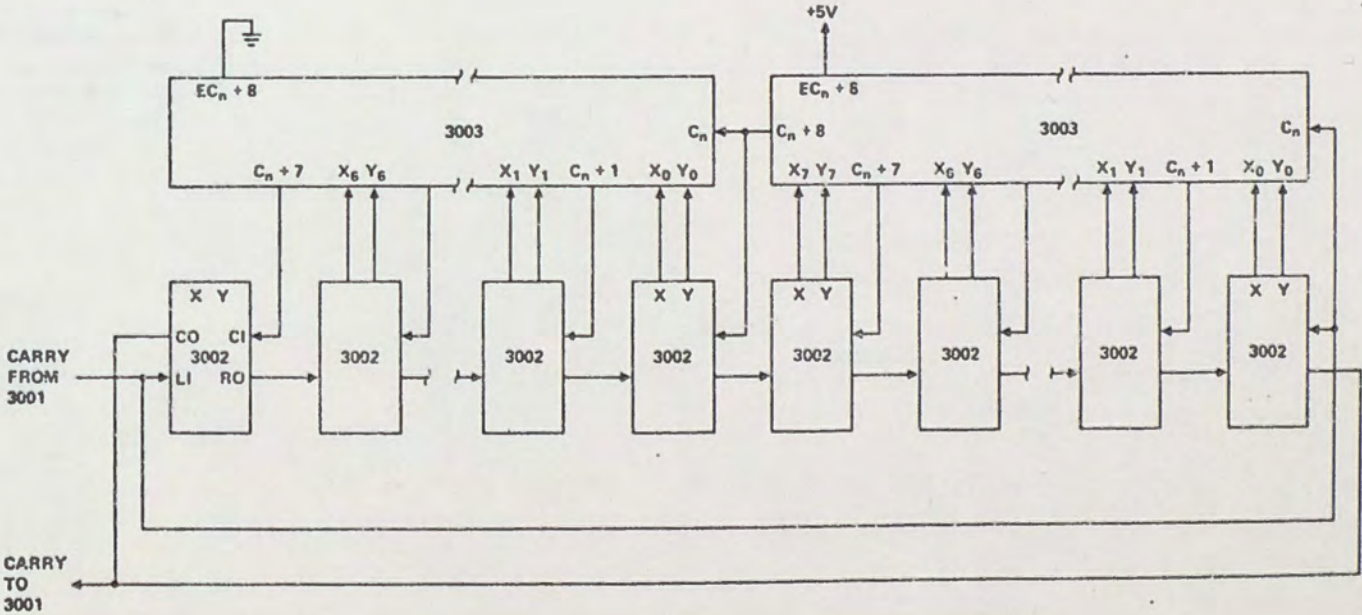 +5V
EC_n + 8
EC_n + 8
3003
C_n
C_n + 8
3003
C_n
C_n + 7
X_6 Y_6
X_1 Y_1
C_n + 1
X_0 Y_0
X_7 Y_7
C_n + 7
X_6 Y_6
X_1 Y_1
C_n + 1
X_0 Y_0
X Y
X Y
X Y
X Y
CO CI
3002
3002
3002
3002
3002
3002
3002
3002
LI RO
CARRY
FROM
3001
CARRY
TO
3001